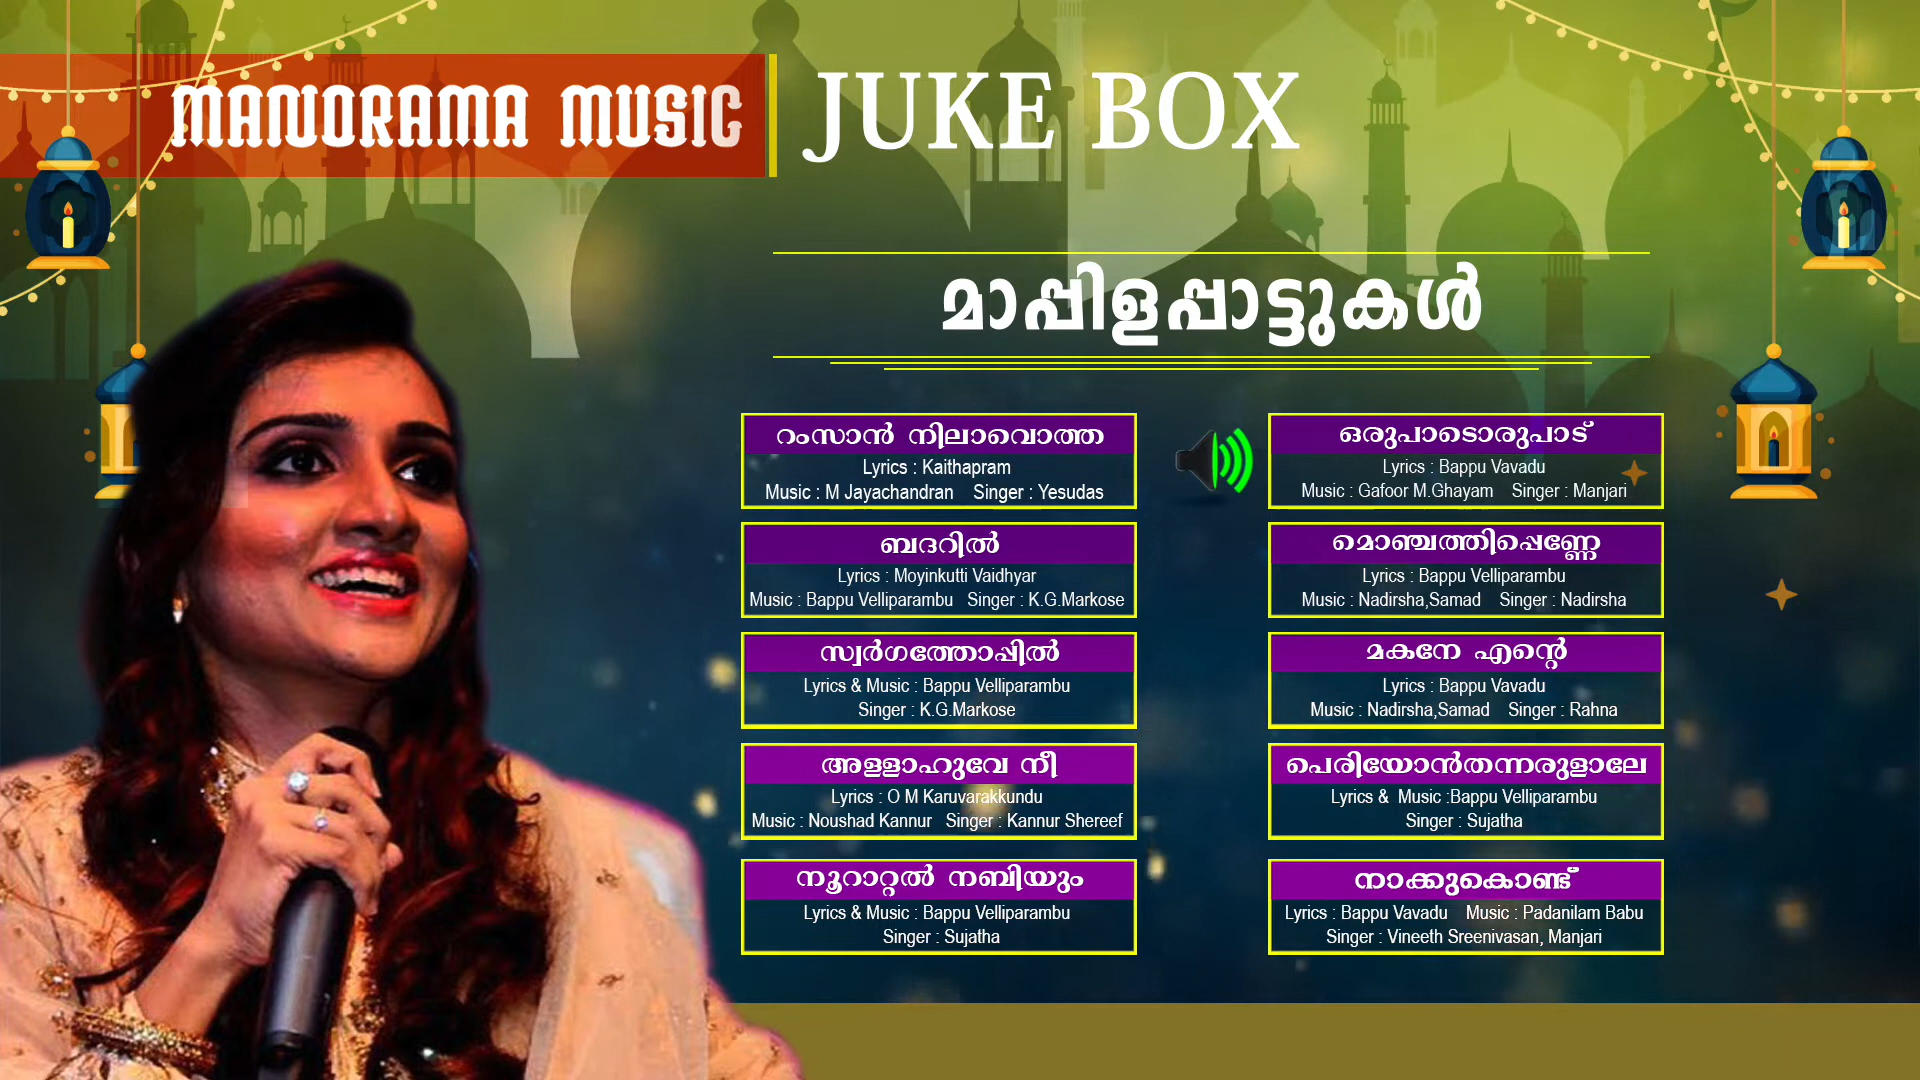 MANORAMA MUSIC
JUKE BOX
മാപ്പിളപ്പാട്ടുകൾ
റംസാൻ നിലാവൊത്ത
Lyrics : Kaithapram
Music : M Jayachandran Singer : Yesudas
ബദറിൽ
Lyrics : Moyinkutti Vaidhyar
Music : Bappu Velliparambu Singer : K.G.Markose
സ്വർഗത്തോപ്പിൽ
Lyrics & Music : Bappu Velliparambu
Singer : K.G.Markose
അള്ളാഹുവേ നീ
Lyrics : O M Karuvarakkundu
Music : Noushad Kannur Singer : Kannur Shereef
നൂറാറ്റൽ നബിയും
Lyrics & Music : Bappu Velliparambu
Singer : Sujatha
ഒരുപാടൊരുപാട്
Lyrics : Bappu Vavadu
Music : Gafoor M.Ghayam Singer : Manjari
മൊഞ്ചത്തിപ്പെണ്ണേ
Lyrics : Bappu Velliparambu
Music : Nadirsha,Samad Singer : Nadirsha
മകനേ എന്റെ
Lyrics : Bappu Vavadu
Music : Nadirsha,Samad Singer : Rahna
പെരിയോൻതന്നരുളാലേ
Lyrics & Music :Bappu Velliparambu
Singer : Sujatha
നാക്കുകൊണ്ട്
Lyrics : Bappu Vavadu Music : Padanilam Babu
Singer : Vineeth Sreenivasan, Manjari